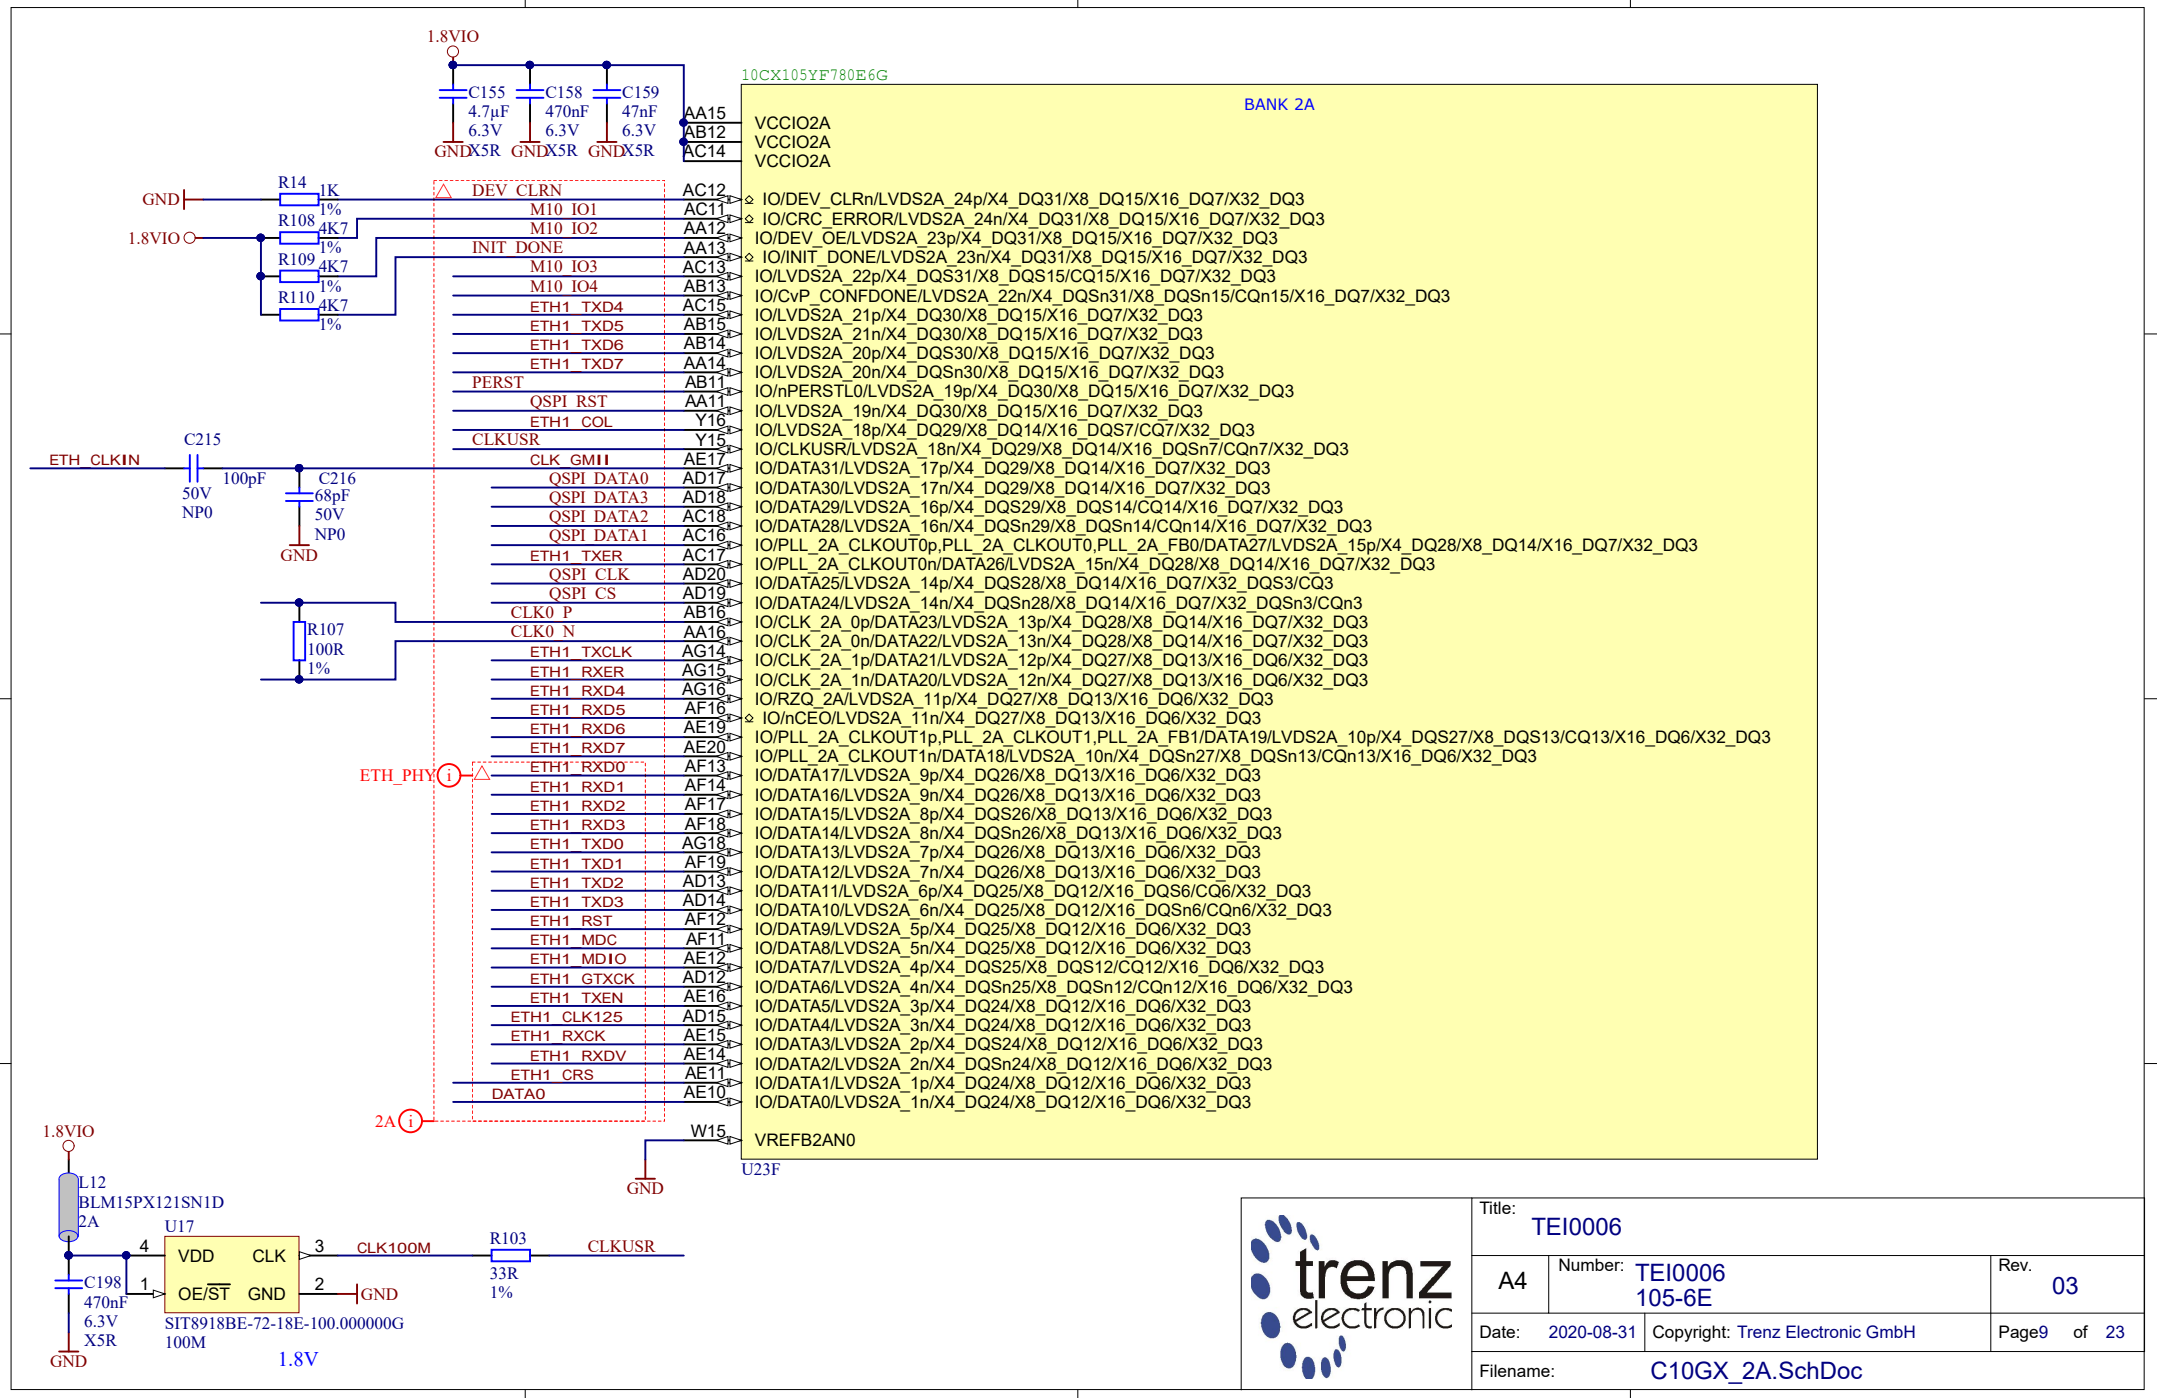 1.8VIO
C155
4.7µF
6.3V
X5R
GND
C158
470nF
6.3V
X5R
GND
C159
47nF
6.3V
X5R
GND
10CX105YF780E6G
BANK 2A
AA15 VCCIO2A
AB12 VCCIO2A
AC14 VCCIO2A
GND R14 1K 1%
1.8VIO R108 4K7 1%
R109 4K7 1%
R110 4K7 1%
DEV_CLRN AC12 IO/DEV_CLRn/LVDS2A_24p/X4_DQ31/X8_DQ15/X16_DQ7/X32_DQ3
M10_IO1 AC11 IO/CRC_ERROR/LVDS2A_24n/X4_DQ31/X8_DQ15/X16_DQ7/X32_DQ3
M10_IO2 AA12 IO/DEV_OE/LVDS2A_23p/X4_DQ31/X8_DQ15/X16_DQ7/X32_DQ3
INIT_DONE AA13 IO/INIT_DONE/LVDS2A_23n/X4_DQ31/X8_DQ15/X16_DQ7/X32_DQ3
M10_IO3 AC13 IO/LVDS2A_22p/X4_DQS31/X8_DQS15/CQ15/X16_DQ7/X32_DQ3
M10_IO4 AB13 IO/CvP_CONFDONE/LVDS2A_22n/X4_DQSn31/X8_DQSn15/CQn15/X16_DQ7/X32_DQ3
ETH1_TXD4 AC15 IO/LVDS2A_21p/X4_DQ30/X8_DQ15/X16_DQ7/X32_DQ3
ETH1_TXD5 AB15 IO/LVDS2A_21n/X4_DQ30/X8_DQ15/X16_DQ7/X32_DQ3
ETH1_TXD6 AB14 IO/LVDS2A_20p/X4_DQS30/X8_DQ15/X16_DQ7/X32_DQ3
ETH1_TXD7 AA14 IO/LVDS2A_20n/X4_DQSn30/X8_DQ15/X16_DQ7/X32_DQ3
PERST AB11 IO/nPERSTL0/LVDS2A_19p/X4_DQ30/X8_DQ15/X16_DQ7/X32_DQ3
QSPI_RST AA11 IO/LVDS2A_19n/X4_DQ30/X8_DQ15/X16_DQ7/X32_DQ3
ETH1_COL Y16 IO/LVDS2A_18p/X4_DQ29/X8_DQ14/X16_DQS7/CQ7/X32_DQ3
CLKUSR Y15 IO/CLKUSR/LVDS2A_18n/X4_DQ29/X8_DQ14/X16_DQSn7/CQn7/X32_DQ3
CLK_GMII AE17 IO/DATA31/LVDS2A_17p/X4_DQ29/X8_DQ14/X16_DQ7/X32_DQ3
QSPI_DATA0 AD17 IO/DATA30/LVDS2A_17n/X4_DQ29/X8_DQ14/X16_DQ7/X32_DQ3
QSPI_DATA3 AD18 IO/DATA29/LVDS2A_16p/X4_DQS29/X8_DQS14/CQ14/X16_DQ7/X32_DQ3
QSPI_DATA2 AC18 IO/DATA28/LVDS2A_16n/X4_DQSn29/X8_DQSn14/CQn14/X16_DQ7/X32_DQ3
QSPI_DATA1 AC16 IO/PLL_2A_CLKOUT0p,PLL_2A_CLKOUT0,PLL_2A_FB0/DATA27/LVDS2A_15p/X4_DQ28/X8_DQ14/X16_DQ7/X32_DQ3
ETH1_TXER AC17 IO/PLL_2A_CLKOUT0n/DATA26/LVDS2A_15n/X4_DQ28/X8_DQ14/X16_DQ7/X32_DQ3
QSPI_CLK AD20 IO/DATA25/LVDS2A_14p/X4_DQS28/X8_DQ14/X16_DQ7/X32_DQS3/CQ3
QSPI_CS AD19 IO/DATA24/LVDS2A_14n/X4_DQSn28/X8_DQ14/X16_DQ7/X32_DQSn3/CQn3
CLK0_P AB16 IO/CLK_2A_0p/DATA23/LVDS2A_13p/X4_DQ28/X8_DQ14/X16_DQ7/X32_DQ3
CLK0_N AA16 IO/CLK_2A_0n/DATA22/LVDS2A_13n/X4_DQ28/X8_DQ14/X16_DQ7/X32_DQ3
ETH1_TXCLK AG14 IO/CLK_2A_1p/DATA21/LVDS2A_12p/X4_DQ27/X8_DQ13/X16_DQ6/X32_DQ3
ETH1_RXER AG15 IO/CLK_2A_1n/DATA20/LVDS2A_12n/X4_DQ27/X8_DQ13/X16_DQ6/X32_DQ3
ETH1_RXD4 AG16 IO/RZQ_2A/LVDS2A_11p/X4_DQ27/X8_DQ13/X16_DQ6/X32_DQ3
ETH1_RXD5 AF16 IO/nCEO/LVDS2A_11n/X4_DQ27/X8_DQ13/X16_DQ6/X32_DQ3
ETH1_RXD6 AE19 IO/PLL_2A_CLKOUT1p,PLL_2A_CLKOUT1,PLL_2A_FB1/DATA19/LVDS2A_10p/X4_DQS27/X8_DQS13/CQ13/X16_DQ6/X32_DQ3
ETH1_RXD7 AE20 IO/PLL_2A_CLKOUT1n/DATA18/LVDS2A_10n/X4_DQSn27/X8_DQSn13/CQn13/X16_DQ6/X32_DQ3
ETH1_RXD0 AF13 IO/DATA17/LVDS2A_9p/X4_DQ26/X8_DQ13/X16_DQ6/X32_DQ3
ETH1_RXD1 AF14 IO/DATA16/LVDS2A_9n/X4_DQ26/X8_DQ13/X16_DQ6/X32_DQ3
ETH1_RXD2 AF17 IO/DATA15/LVDS2A_8p/X4_DQS26/X8_DQ13/X16_DQ6/X32_DQ3
ETH1_RXD3 AF18 IO/DATA14/LVDS2A_8n/X4_DQSn26/X8_DQ13/X16_DQ6/X32_DQ3
ETH1_TXD0 AG18 IO/DATA13/LVDS2A_7p/X4_DQ26/X8_DQ13/X16_DQ6/X32_DQ3
ETH1_TXD1 AF19 IO/DATA12/LVDS2A_7n/X4_DQ26/X8_DQ13/X16_DQ6/X32_DQ3
ETH1_TXD2 AD13 IO/DATA11/LVDS2A_6p/X4_DQ25/X8_DQ12/X16_DQS6/CQ6/X32_DQ3
ETH1_TXD3 AD14 IO/DATA10/LVDS2A_6n/X4_DQ25/X8_DQ12/X16_DQSn6/CQn6/X32_DQ3
ETH1_RST AF12 IO/DATA9/LVDS2A_5p/X4_DQ25/X8_DQ12/X16_DQ6/X32_DQ3
ETH1_MDC AF11 IO/DATA8/LVDS2A_5n/X4_DQ25/X8_DQ12/X16_DQ6/X32_DQ3
ETH1_MDIO AE12 IO/DATA7/LVDS2A_4p/X4_DQS25/X8_DQS12/CQ12/X16_DQ6/X32_DQ3
ETH1_GTXCK AD12 IO/DATA6/LVDS2A_4n/X4_DQSn25/X8_DQSn12/CQn12/X16_DQ6/X32_DQ3
ETH1_TXEN AE16 IO/DATA5/LVDS2A_3p/X4_DQ24/X8_DQ12/X16_DQ6/X32_DQ3
ETH1_CLK125 AD15 IO/DATA4/LVDS2A_3n/X4_DQ24/X8_DQ12/X16_DQ6/X32_DQ3
ETH1_RXCK AE15 IO/DATA3/LVDS2A_2p/X4_DQS24/X8_DQ12/X16_DQ6/X32_DQ3
ETH1_RXDV AE14 IO/DATA2/LVDS2A_2n/X4_DQSn24/X8_DQ12/X16_DQ6/X32_DQ3
ETH1_CRS AE11 IO/DATA1/LVDS2A_1p/X4_DQ24/X8_DQ12/X16_DQ6/X32_DQ3
DATA0 AE10 IO/DATA0/LVDS2A_1n/X4_DQ24/X8_DQ12/X16_DQ6/X32_DQ3
W15 VREFB2AN0
GND
U23F
ETH_CLKIN
C215
100pF
50V
NP0
C216
68pF
50V
NP0
GND
R107
100R
1%
ETH_PHY i
2A i
1.8VIO
L12
BLM15PX121SN1D
2A
U17
4 VDD CLK 3 CLK100M
1 OE/ST GND 2 GND
SIT8918BE-72-18E-100.000000G
100M
1.8V
C198
470nF
6.3V
X5R
GND
R103
33R
1%
CLKUSR
trenz
electronic
Title:
TEI0006
A4
Number: TEI0006
105-6E
Rev.
03
Date: 2020-08-31
Copyright: Trenz Electronic GmbH
Page9 of 23
Filename: C10GX_2A.SchDoc